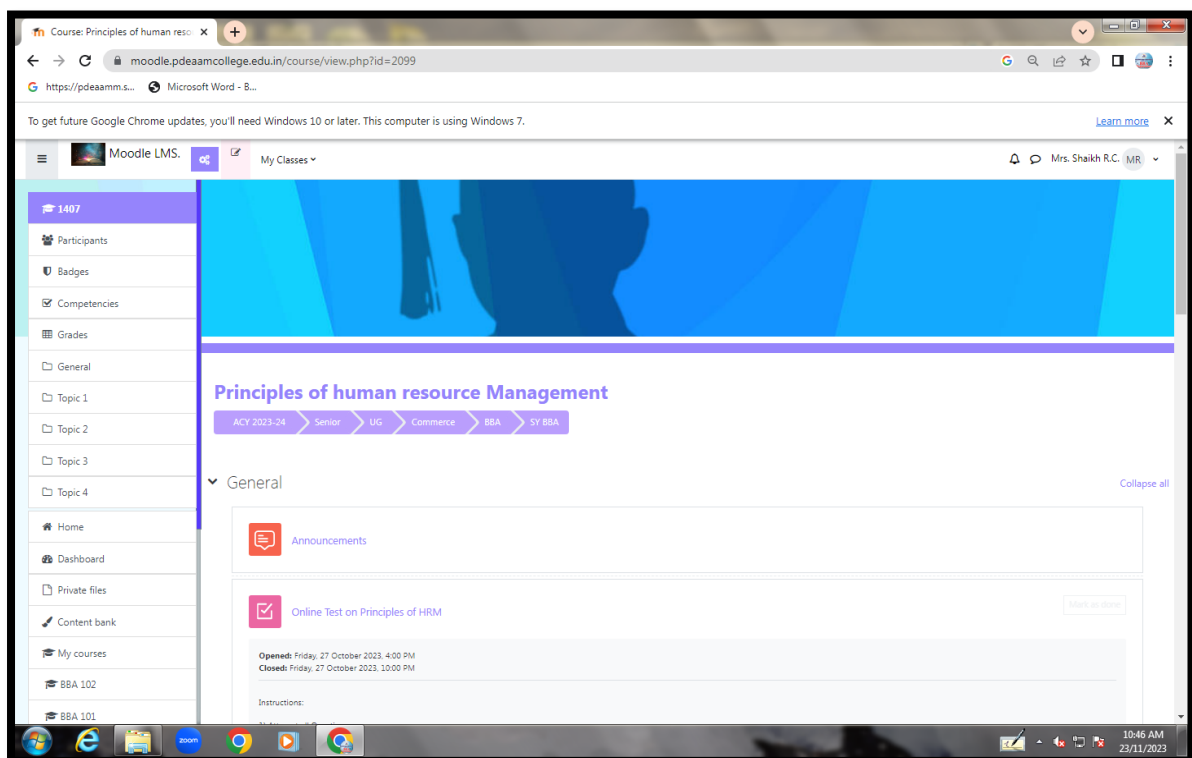 Course: Principles of human reso
moodle.pdeaamcollege.edu.in/course/view.php?id=2099
https://pdeaamm.s... Microsoft Word - B...
To get future Google Chrome updates, you'll need Windows 10 or later. This computer is using Windows 7. Learn more
Moodle LMS. My Classes Mrs. Shaikh R.C. MR
1407
Participants
Badges
Competencies
Grades
General
Topic 1
Topic 2
Topic 3
Topic 4
Home
Dashboard
Private files
Content bank
My courses
BBA 102
BBA 101
Principles of human resource Management
ACY 2023-24 Senior UG Commerce BBA SY BBA
General Collapse all
Announcements
Online Test on Principles of HRM Mark as done
Opened: Friday, 27 October 2023, 4:00 PM
Closed: Friday, 27 October 2023, 10:00 PM
Instructions:
zoom
10:46 AM
23/11/2023